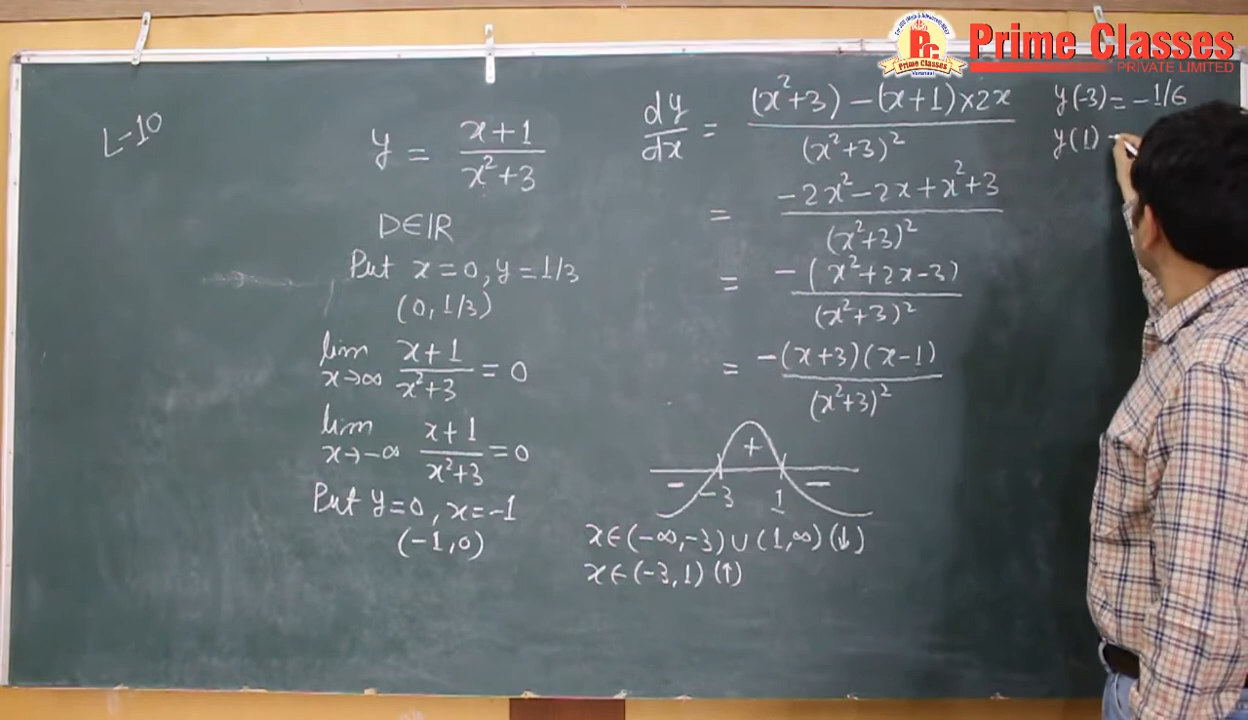 Prime Classes
PRIVATE LIMITED
Prime Classes
L-10
y = (x+1)/(x²+3)
D∈ℝ
Put x=0, y=1/3
(0, 1/3)
lim x→∞ (x+1)/(x²+3) = 0
lim x→-∞ (x+1)/(x²+3) = 0
Put y=0, x=-1
(-1,0)
dy/dx = ((x²+3)-(x+1)×2x)/(x²+3)²
= (-2x²-2x+x²+3)/(x²+3)²
= -(x²+2x-3)/(x²+3)²
= -(x+3)(x-1)/(x²+3)²
- + -
-3 1
x∈(-∞,-3)∪(1,∞)(↓)
x∈(-3,1)(↑)
y(-3) = -1/6
y(1) -